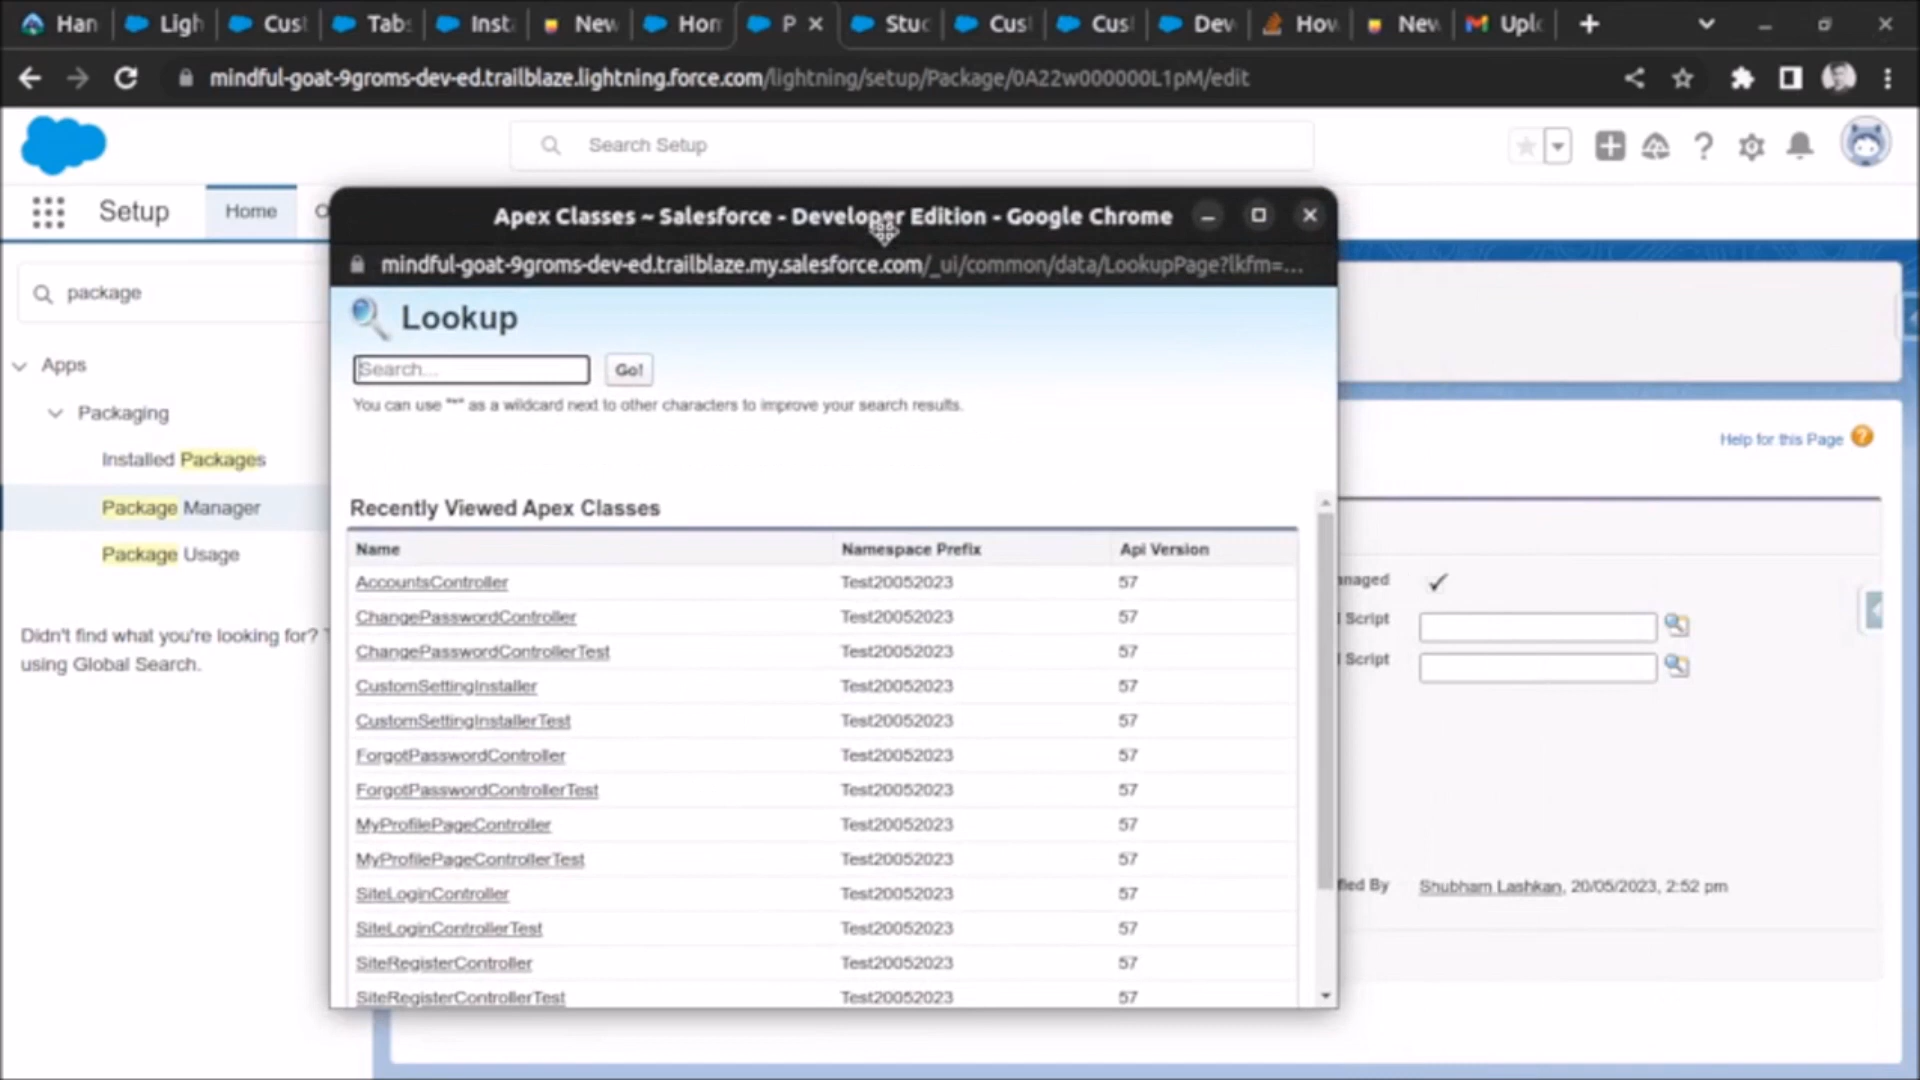 Han
Ligh
Cust
Tabs
Inst
New
Hon
P
Stud
Cust
Cust
Dev
How
New
Uplo
mindful-goat-9groms-dev-ed.trailblaze.lightning.force.com/lightning/setup/Package/0A22w000000L1pM/edit
Search Setup
Setup
Home
O
Apex Classes ~ Salesforce - Developer Edition - Google Chrome
mindful-goat-9groms-dev-ed.trailblaze.my.salesforce.com/_ui/common/data/LookupPage?lkfm=...
package
Apps
Packaging
Installed Packages
Package Manager
Package Usage
Didn't find what you're looking for? T
using Global Search.
Lookup
Search...
Go!
You can use "*" as a wildcard next to other characters to improve your search results.
Recently Viewed Apex Classes
Name Namespace Prefix Api Version
AccountsController Test20052023 57
ChangePasswordController Test20052023 57
ChangePasswordControllerTest Test20052023 57
CustomSettingInstaller Test20052023 57
CustomSettingInstallerTest Test20052023 57
ForgotPasswordController Test20052023 57
ForgotPasswordControllerTest Test20052023 57
MyProfilePageController Test20052023 57
MyProfilePageControllerTest Test20052023 57
SiteLoginController Test20052023 57
SiteLoginControllerTest Test20052023 57
SiteRegisterController Test20052023 57
SiteRegisterControllerTest Test20052023 57
Help for this Page
anaged
l Script
l Script
fied By Shubham Lashkan, 20/05/2023, 2:52 pm